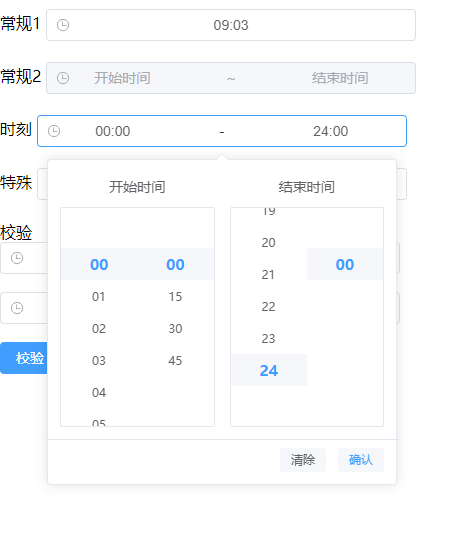 常规1 09:03
常规2 开始时间 ~ 结束时间
时刻 00:00 - 24:00
特殊
校验
校验
开始时间 结束时间
19
20
00 00 21 00
01 15 22
02 30 23
03 45 24
04
05
清除 确认